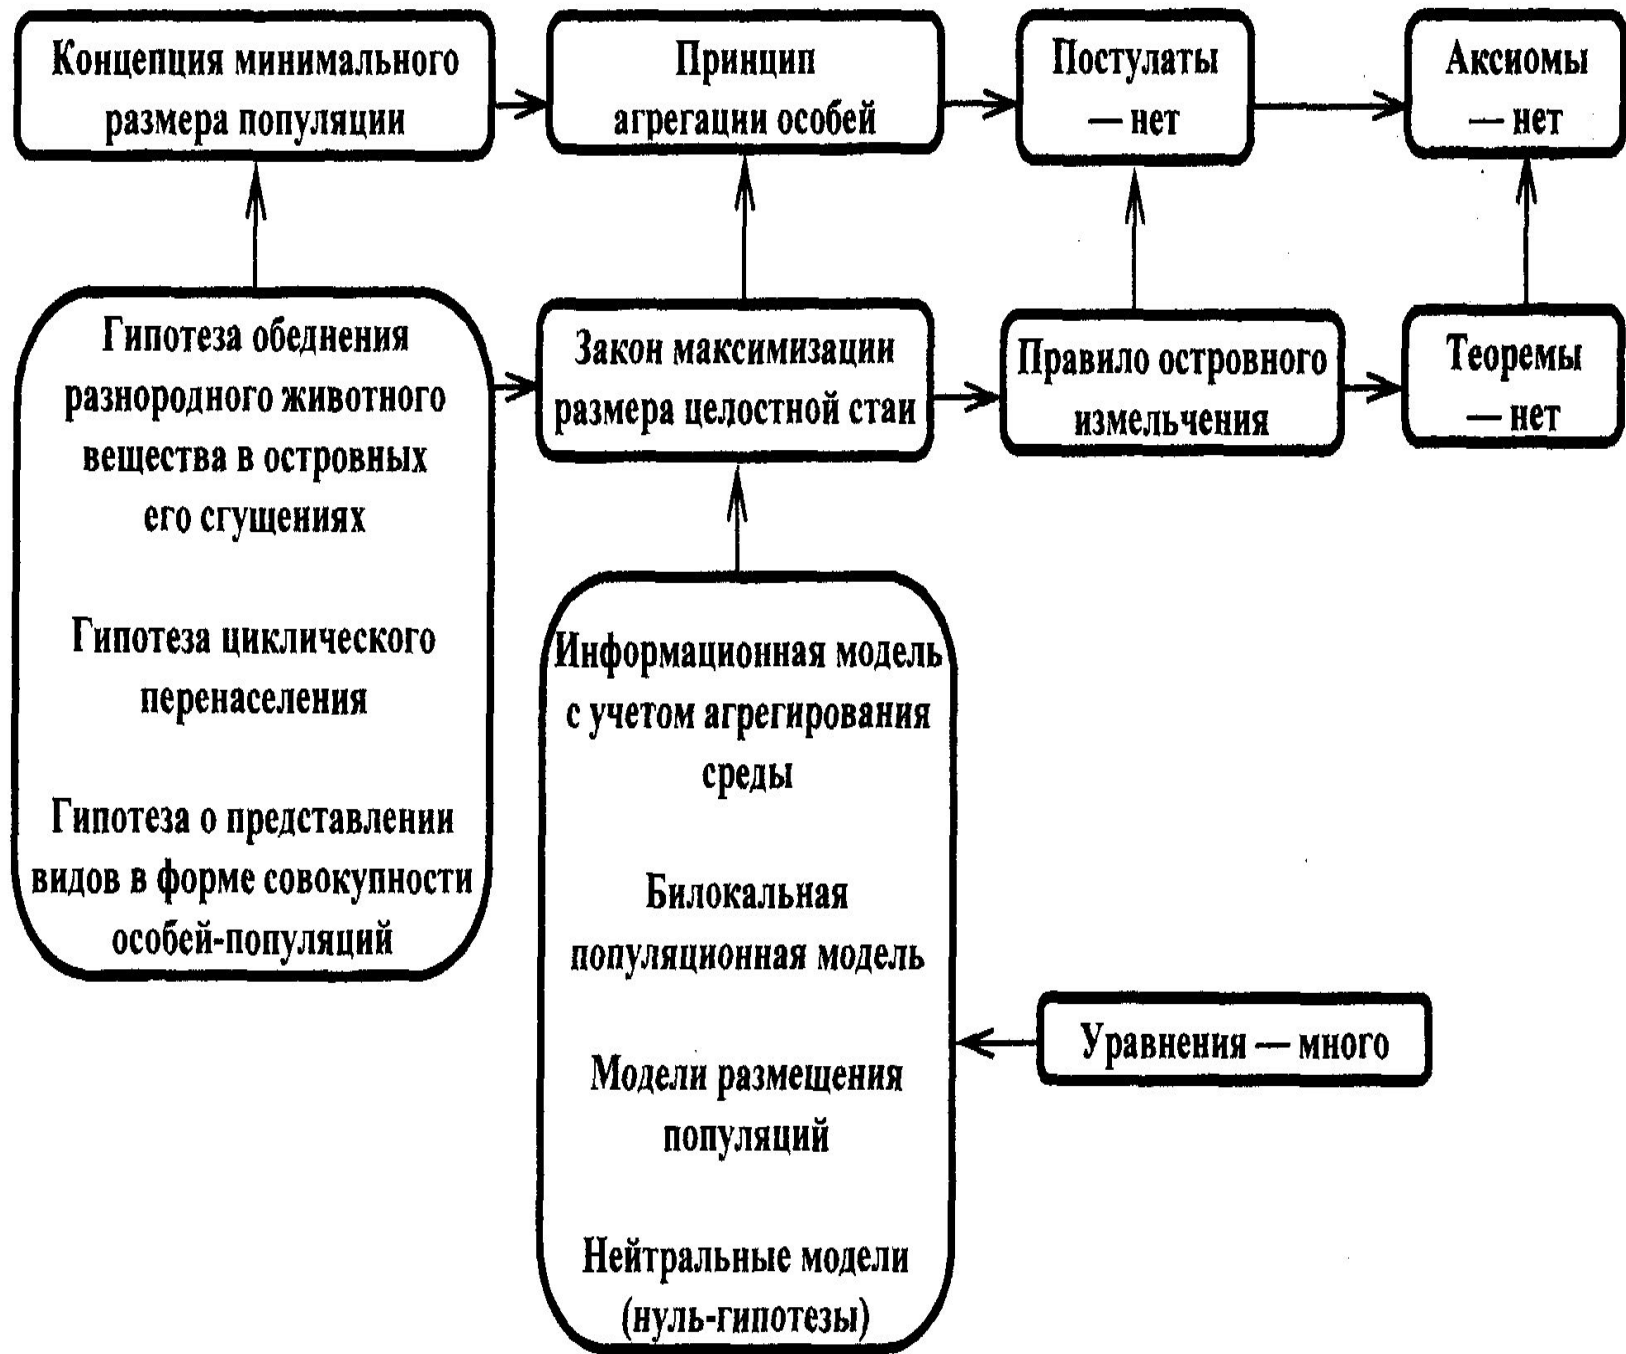 Концепция минимального
размера популяции
Принцип
агрегации особей
Постулаты
— нет
Аксиомы
— нет
Гипотеза обеднения
разнородного животного
вещества в островных
его сгущениях
Гипотеза циклического
перенаселения
Гипотеза о представлении
видов в форме совокупности
особей-популяций
Закон максимизации
размера целостной стаи
Правило островного
измельчения
Теоремы
— нет
Информационная модель
с учетом агрегирования
среды
Билокальная
популяционная модель
Модели размещения
популяций
Нейтральные модели
(нуль-гипотезы)
Уравнения — много